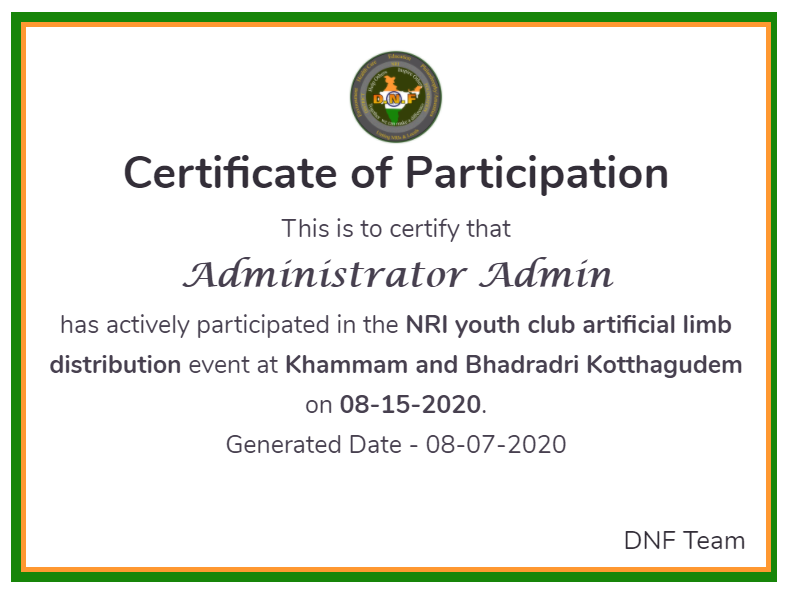 Education
D.N.F
Certificate of Participation
This is to certify that
Administrator Admin
has actively participated in the NRI youth club artificial limb
distribution event at Khammam and Bhadradri Kotthagudem
on 08-15-2020.
Generated Date - 08-07-2020
DNF Team